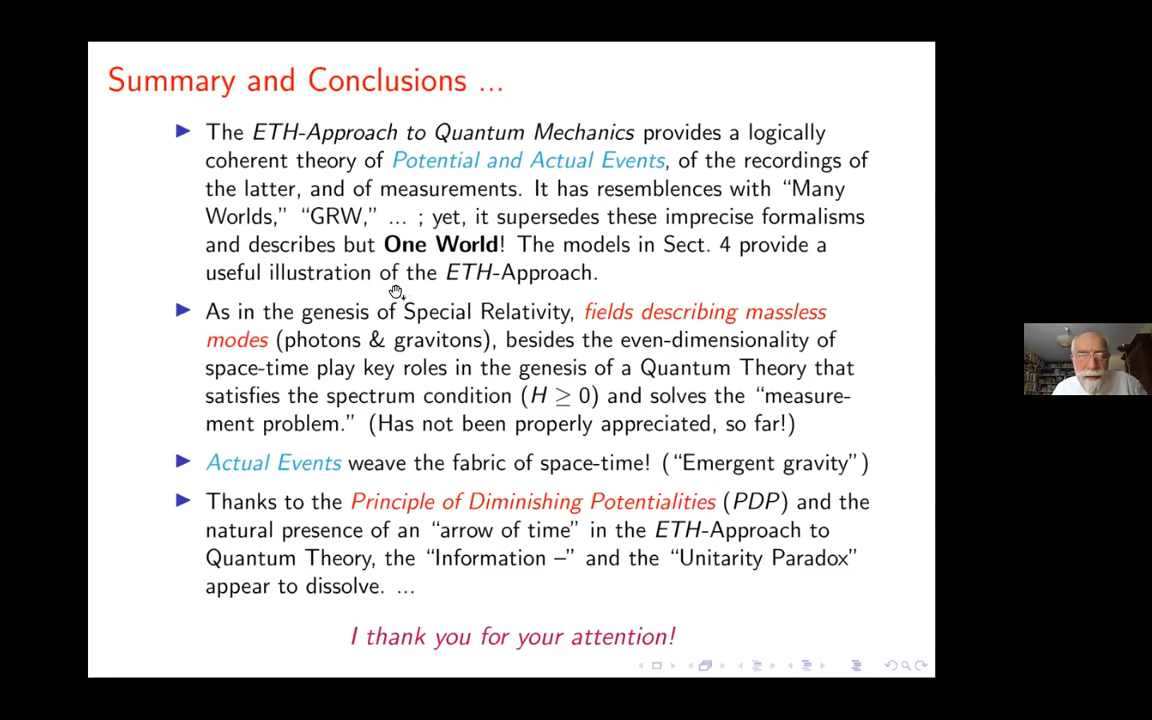 Summary and Conclusions ...
The ETH-Approach to Quantum Mechanics provides a logically
coherent theory of Potential and Actual Events, of the recordings of
the latter, and of measurements. It has resemblences with “Many
Worlds,” “GRW,” ... ; yet, it supersedes these imprecise formalisms
and describes but One World! The models in Sect. 4 provide a
useful illustration of the ETH-Approach.
As in the genesis of Special Relativity, fields describing massless
modes (photons & gravitons), besides the even-dimensionality of
space-time play key roles in the genesis of a Quantum Theory that
satisfies the spectrum condition (H ≥ 0) and solves the “measure-
ment problem.” (Has not been properly appreciated, so far!)
Actual Events weave the fabric of space-time! (“Emergent gravity”)
Thanks to the Principle of Diminishing Potentialities (PDP) and the
natural presence of an “arrow of time” in the ETH-Approach to
Quantum Theory, the “Information –” and the “Unitarity Paradox”
appear to dissolve. ...
I thank you for your attention!